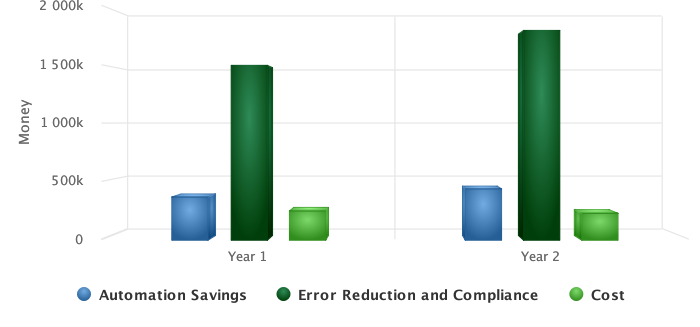 2 000k
1 500k
1 000k
500k
0
Money
Year 1
Year 2
Automation Savings
Error Reduction and Compliance
Cost